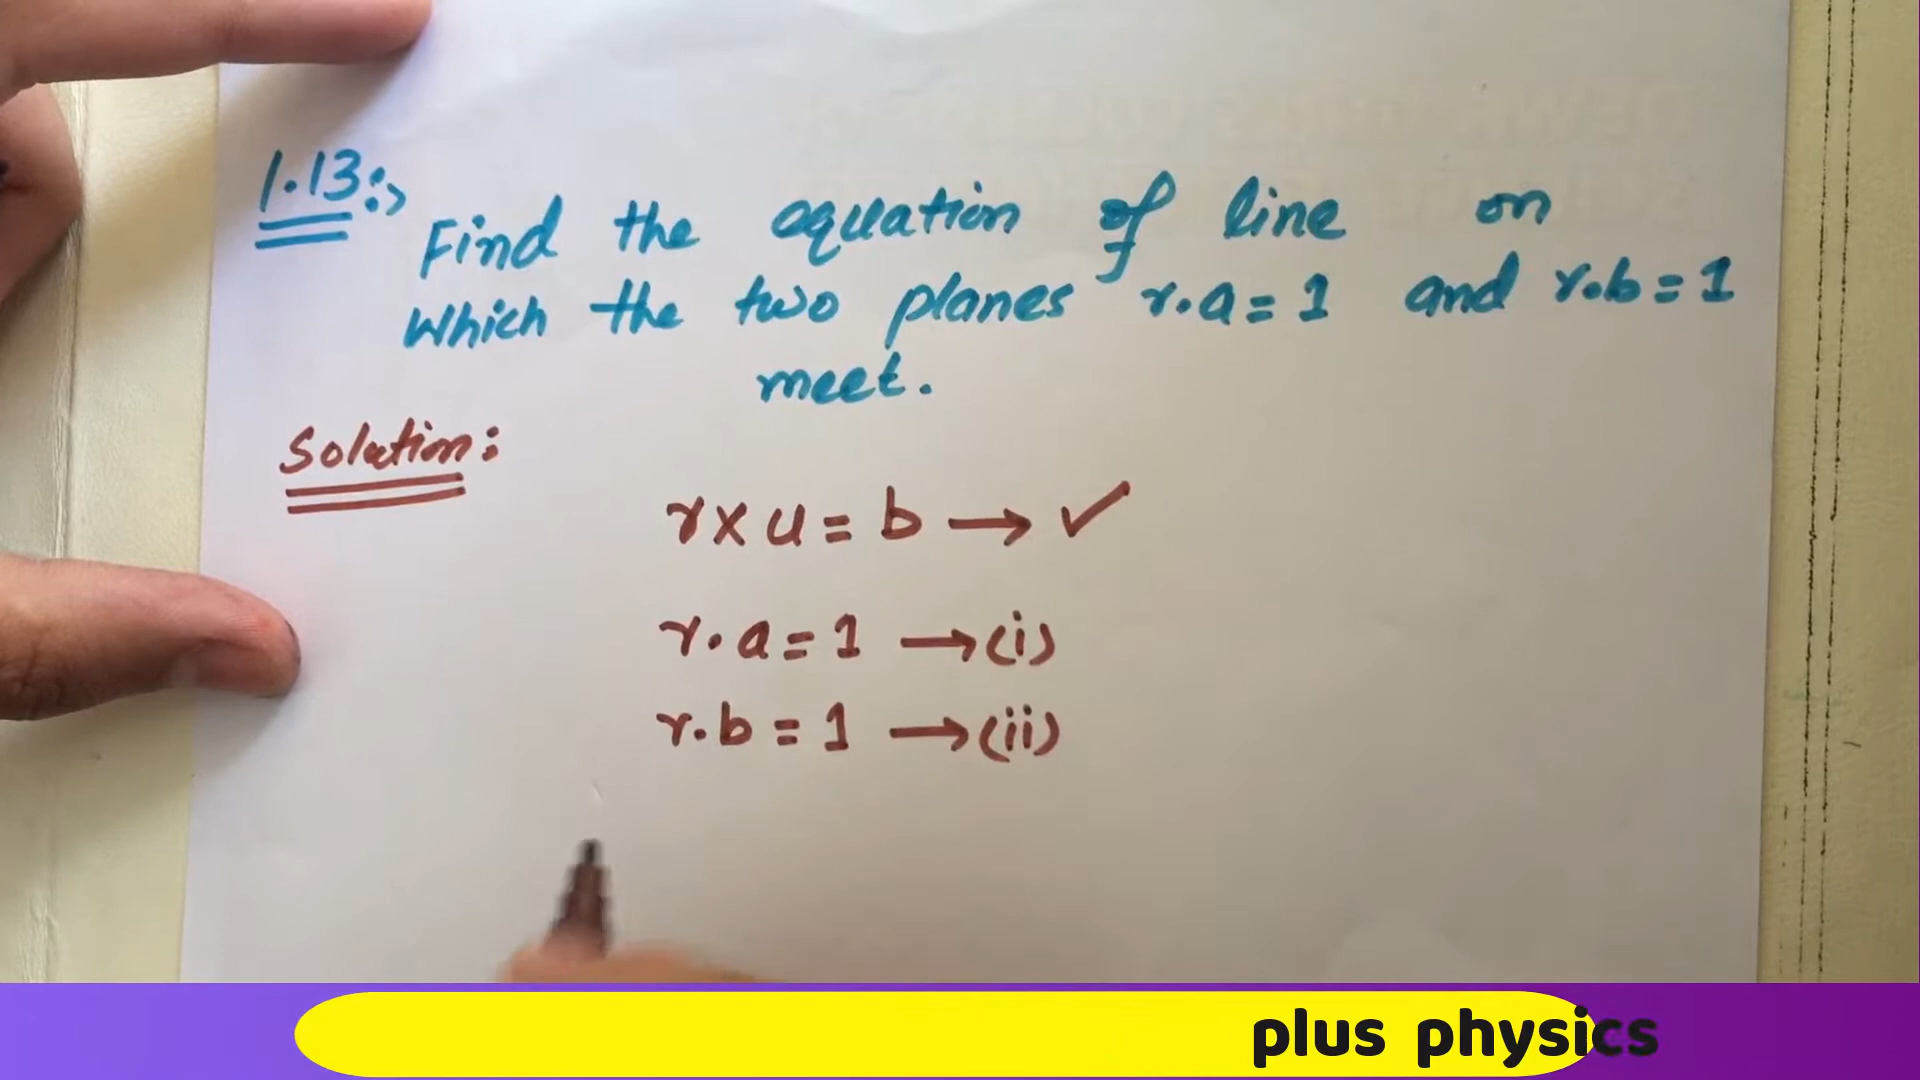 1.13:>
Find the equation of line on
which the two planes r.a = 1 and r.b = 1
meet.
Solution:
r x u = b → ✓
r.a = 1 → (i)
r.b = 1 → (ii)
plus physics